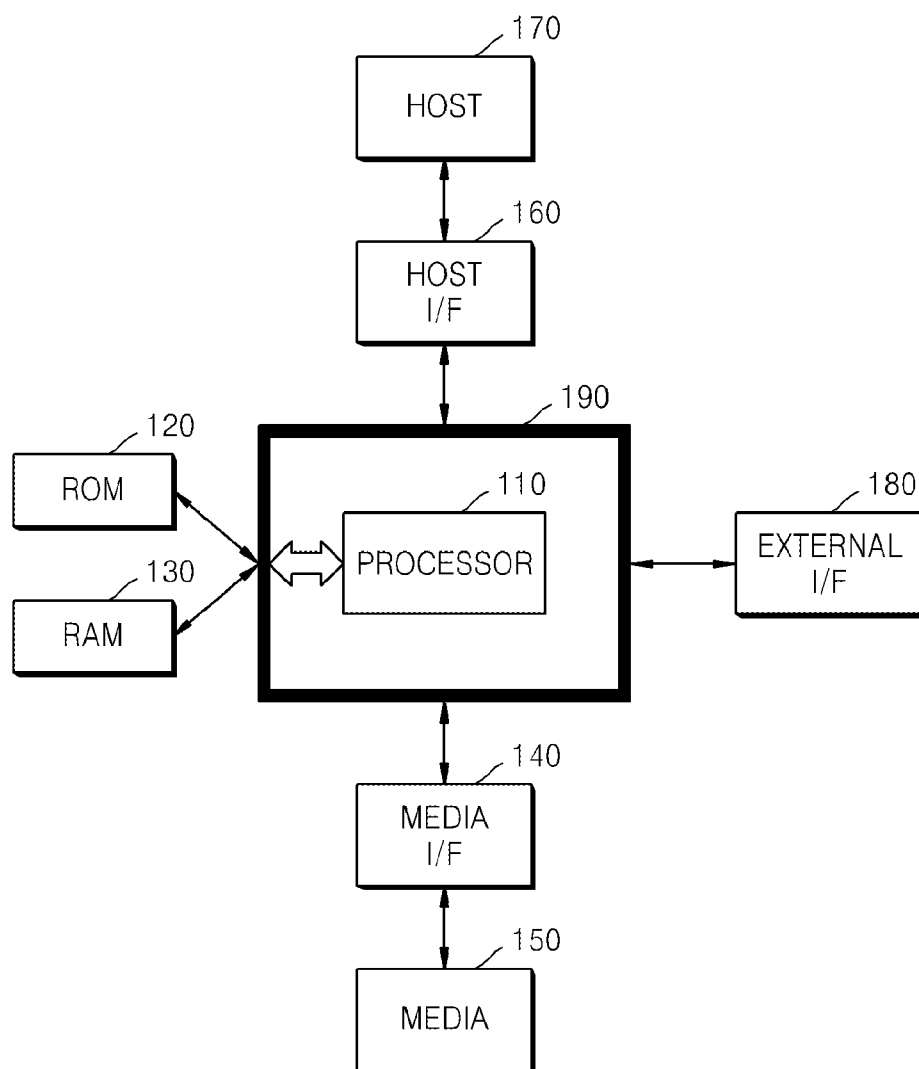 170
HOST
160
HOST
I/F
190
120
ROM
110
PROCESSOR
180
EXTERNAL
I/F
130
RAM
140
MEDIA
I/F
150
MEDIA